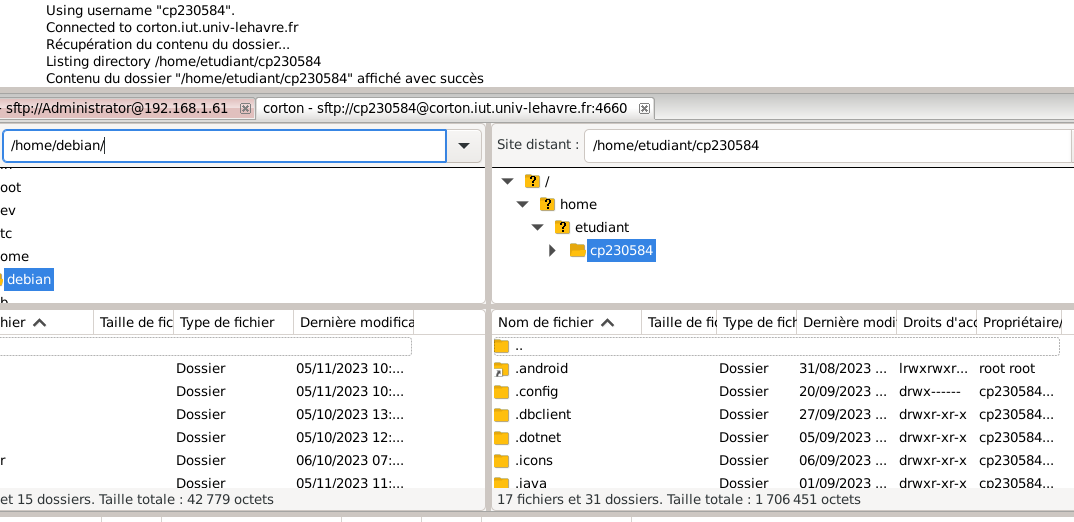 Using username "cp230584".
Connected to corton.iut.univ-lehavre.fr
Récupération du contenu du dossier...
Listing directory /home/etudiant/cp230584
Contenu du dossier "/home/etudiant/cp230584" affiché avec succès
- sftp://Administrator@192.168.1.61 corton - sftp://cp230584@corton.iut.univ-lehavre.fr:4660
/home/debian/
Site distant : /home/etudiant/cp230584
oot
ev
tc
ome
debian
/
home
etudiant
cp230584
hier Taille de fic Type de fichier Dernière modifica
Dossier 05/11/2023 10:...
Dossier 05/11/2023 10:...
Dossier 05/10/2023 13:...
Dossier 05/10/2023 12:...
r Dossier 06/10/2023 07:...
Dossier 05/11/2023 11:...
et 15 dossiers. Taille totale : 42 779 octets
Nom de fichier Taille de fic Type de fich Dernière modi Droits d'acc Propriétaire/
..
.android Dossier 31/08/2023 ... lrwxrwxr... root root
.config Dossier 20/09/2023 ... drwx------ cp230584...
.dbclient Dossier 27/09/2023 ... drwxr-xr-x cp230584...
.dotnet Dossier 05/09/2023 ... drwxr-xr-x cp230584...
.icons Dossier 06/09/2023 ... drwxr-xr-x cp230584...
.java Dossier 01/09/2023 ... drwxr-xr-x cp230584...
17 fichiers et 31 dossiers. Taille totale : 1 706 451 octets